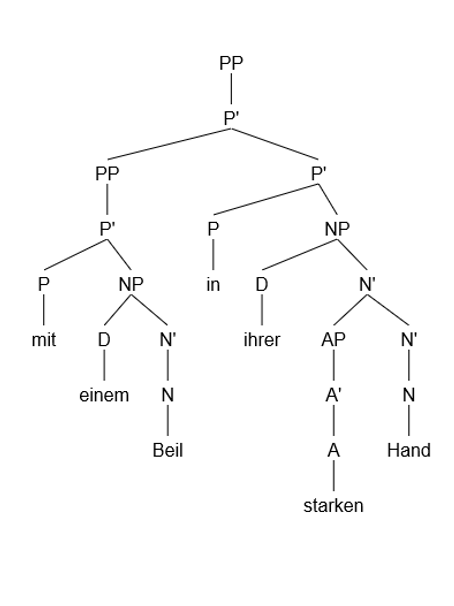 PP
P'
PP P'
P' P NP
P NP in D N'
mit D N' ihrer AP N'
einem N A' N
Beil A Hand
starken